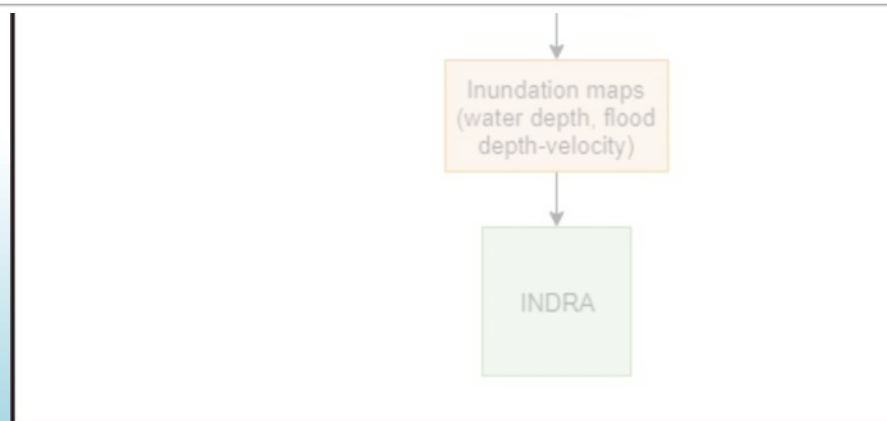 Inundation maps
(water depth, flood
depth-velocity)
INDRA